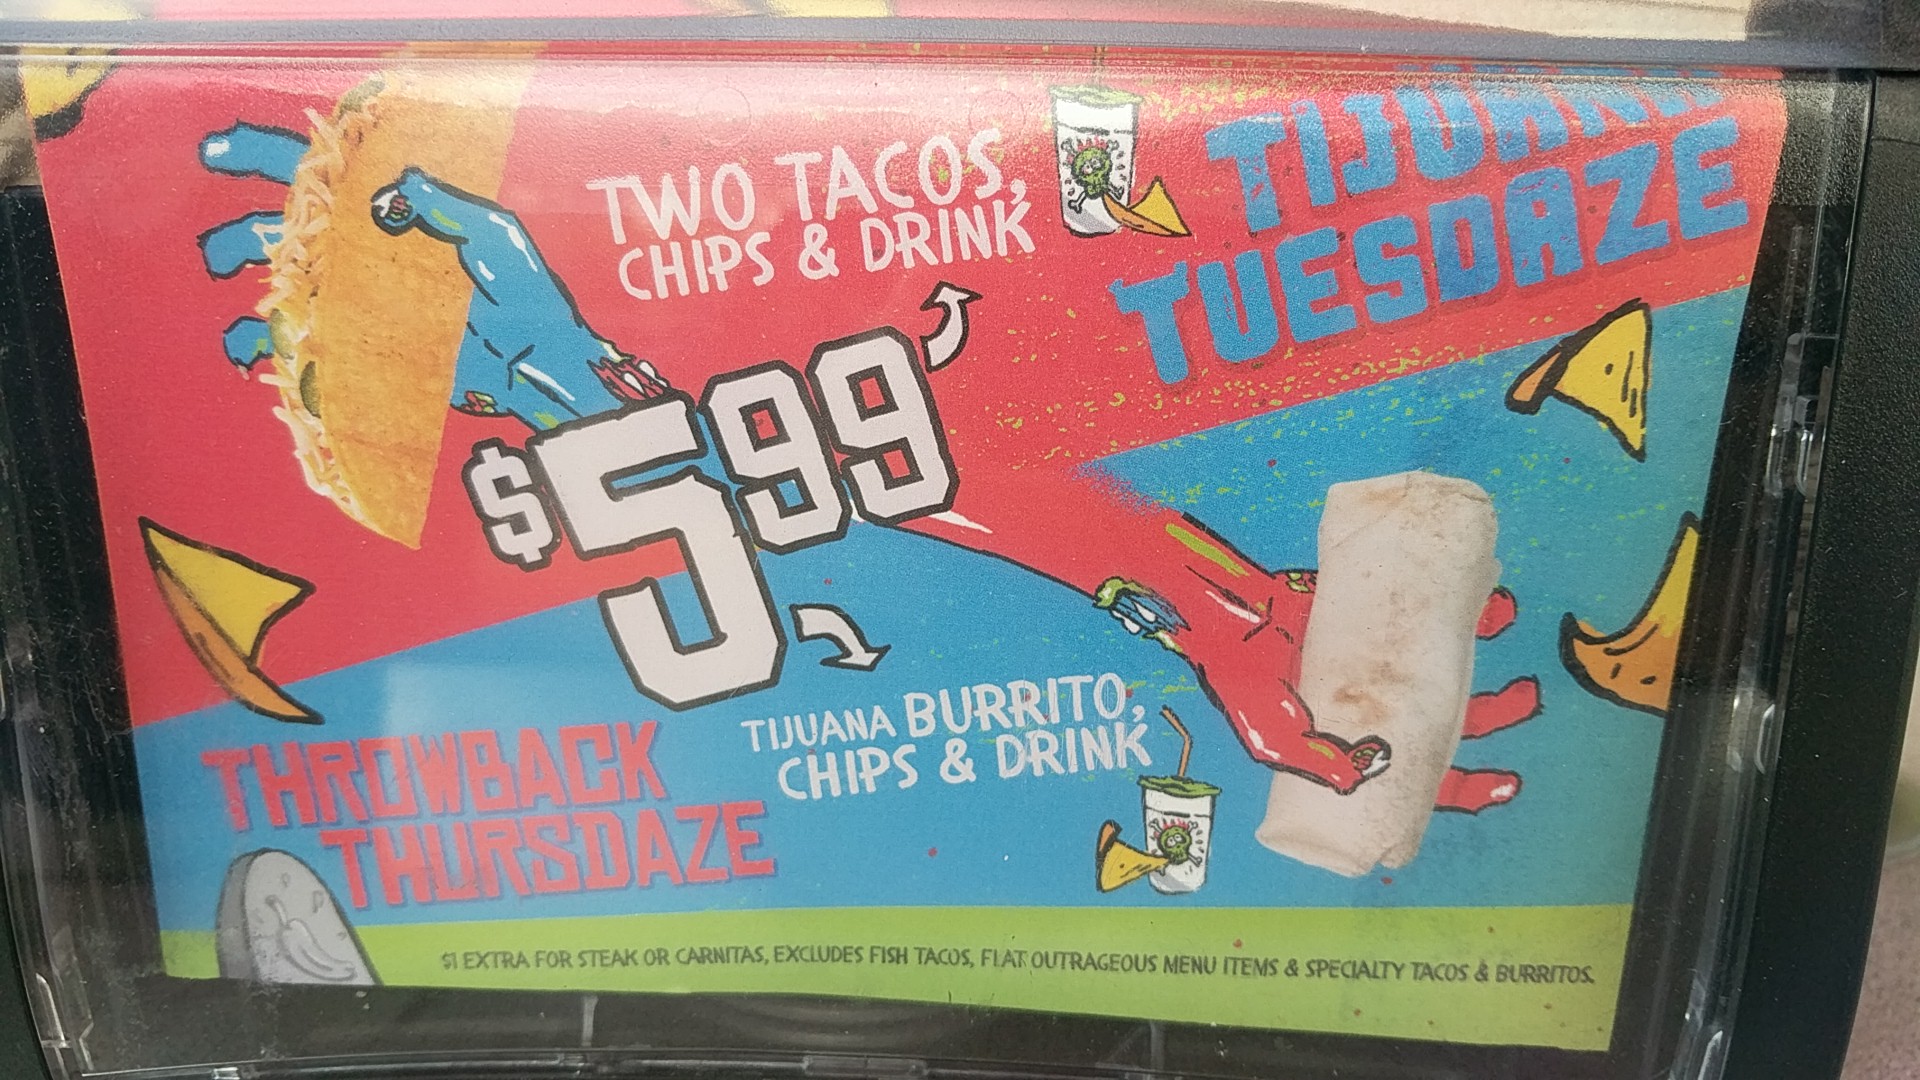 TWO TACOS,
CHIPS & DRINK
TIJUANA
TUESDAZE
$599
TIJUANA BURRITO,
CHIPS & DRINK
THROWBACK
THURSDAZE
$1 EXTRA FOR STEAK OR CARNITAS, EXCLUDES FISH TACOS, FLAT OUTRAGEOUS MENU ITEMS & SPECIALTY TACOS & BURRITOS.